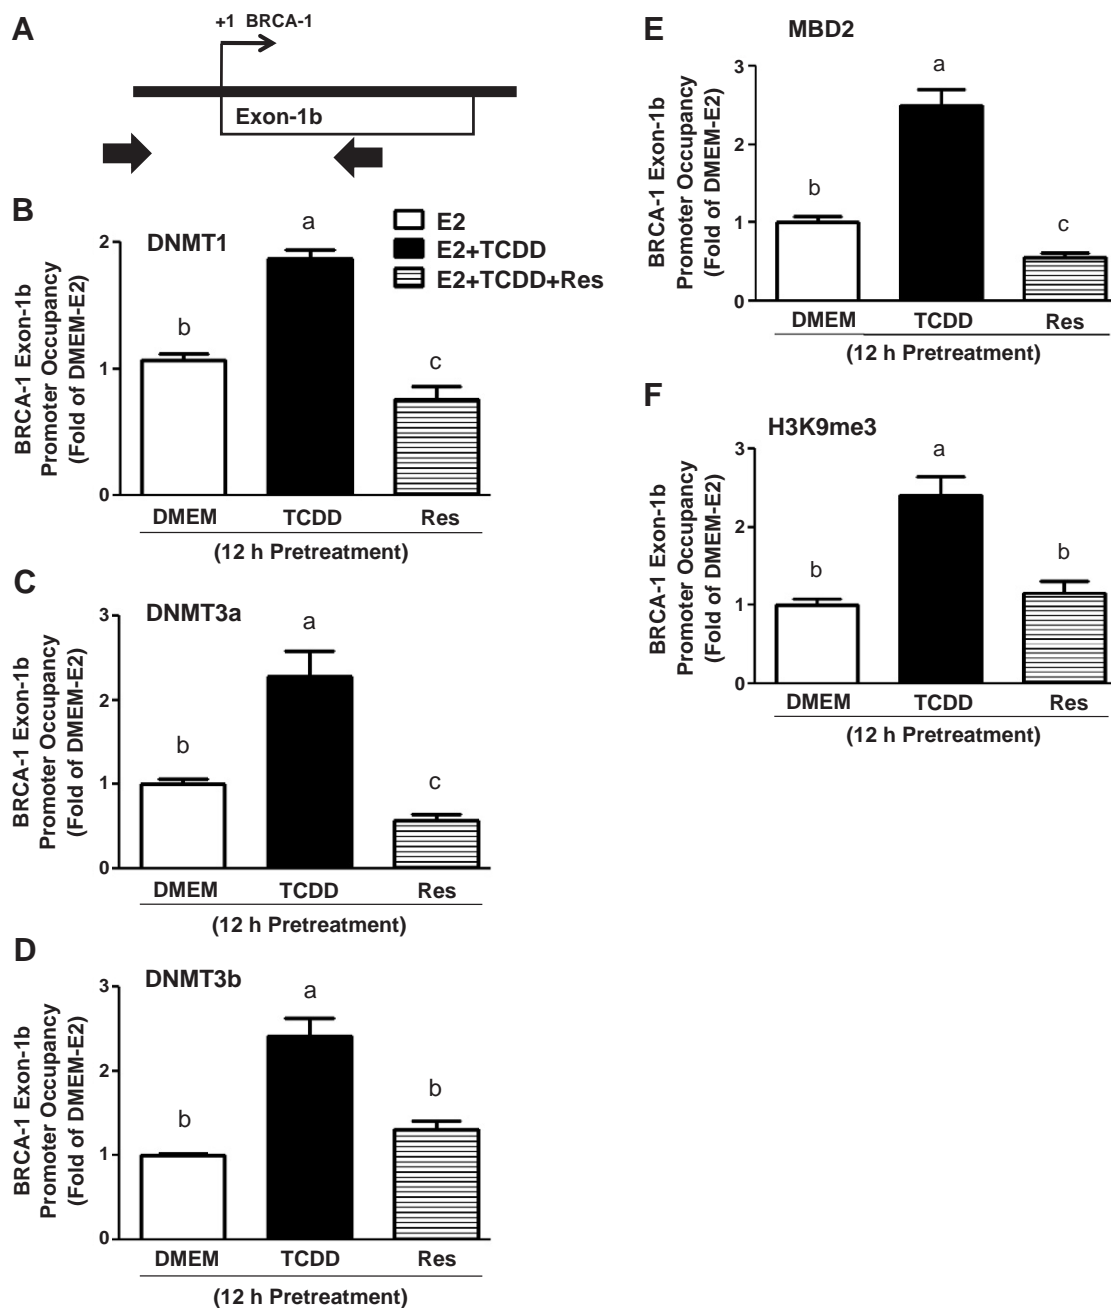 A
+1 BRCA-1
Exon-1b
B
DNMT1
E2
E2+TCDD
E2+TCDD+Res
BRCA-1 Exon-1b
Promoter Occupancy
(Fold of DMEM-E2)
2
1
0
b
a
c
DMEM TCDD Res
(12 h Pretreatment)
C
DNMT3a
BRCA-1 Exon-1b
Promoter Occupancy
(Fold of DMEM-E2)
3
2
1
0
b
a
c
DMEM TCDD Res
(12 h Pretreatment)
D
DNMT3b
BRCA-1 Exon-1b
Promoter Occupancy
(Fold of DMEM-E2)
3
2
1
0
b
a
b
DMEM TCDD Res
(12 h Pretreatment)
E
MBD2
BRCA-1 Exon-1b
Promoter Occupancy
(Fold of DMEM-E2)
3
2
1
0
b
a
c
DMEM TCDD Res
(12 h Pretreatment)
F
H3K9me3
BRCA-1 Exon-1b
Promoter Occupancy
(Fold of DMEM-E2)
3
2
1
0
b
a
b
DMEM TCDD Res
(12 h Pretreatment)